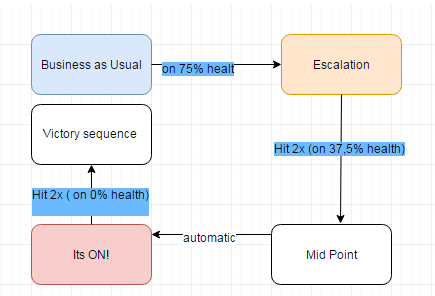 Business as Usual
on 75% healt
Escalation
Victory sequence
Hit 2x (on 37,5% health)
Hit 2x ( on 0% health)
automatic
Its ON!
Mid Point